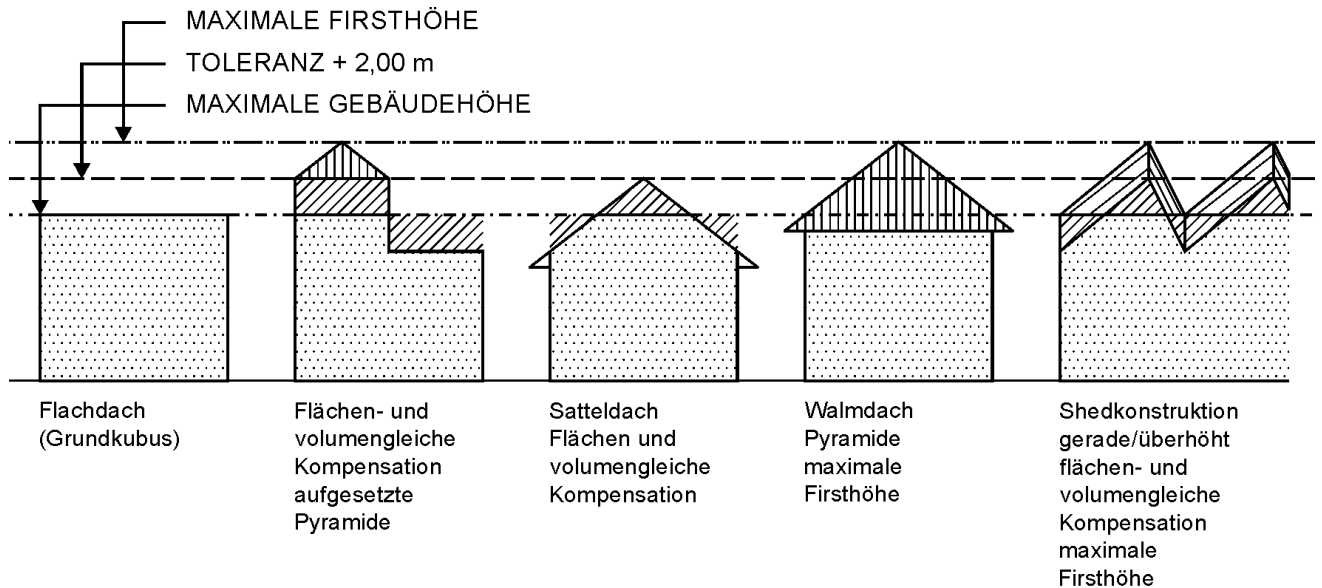 MAXIMALE FIRSTHÖHE
TOLERANZ + 2,00 m
MAXIMALE GEBÄUDEHÖHE
Flachdach
(Grundkubus)
Flächen- und
volumengleiche
Kompensation
aufgesetzte
Pyramide
Satteldach
Flächen und
volumengleiche
Kompensation
Walmdach
Pyramide
maximale
Firsthöhe
Shedkonstruktion
gerade/überhöht
flächen- und
volumengleiche
Kompensation
maximale
Firsthöhe